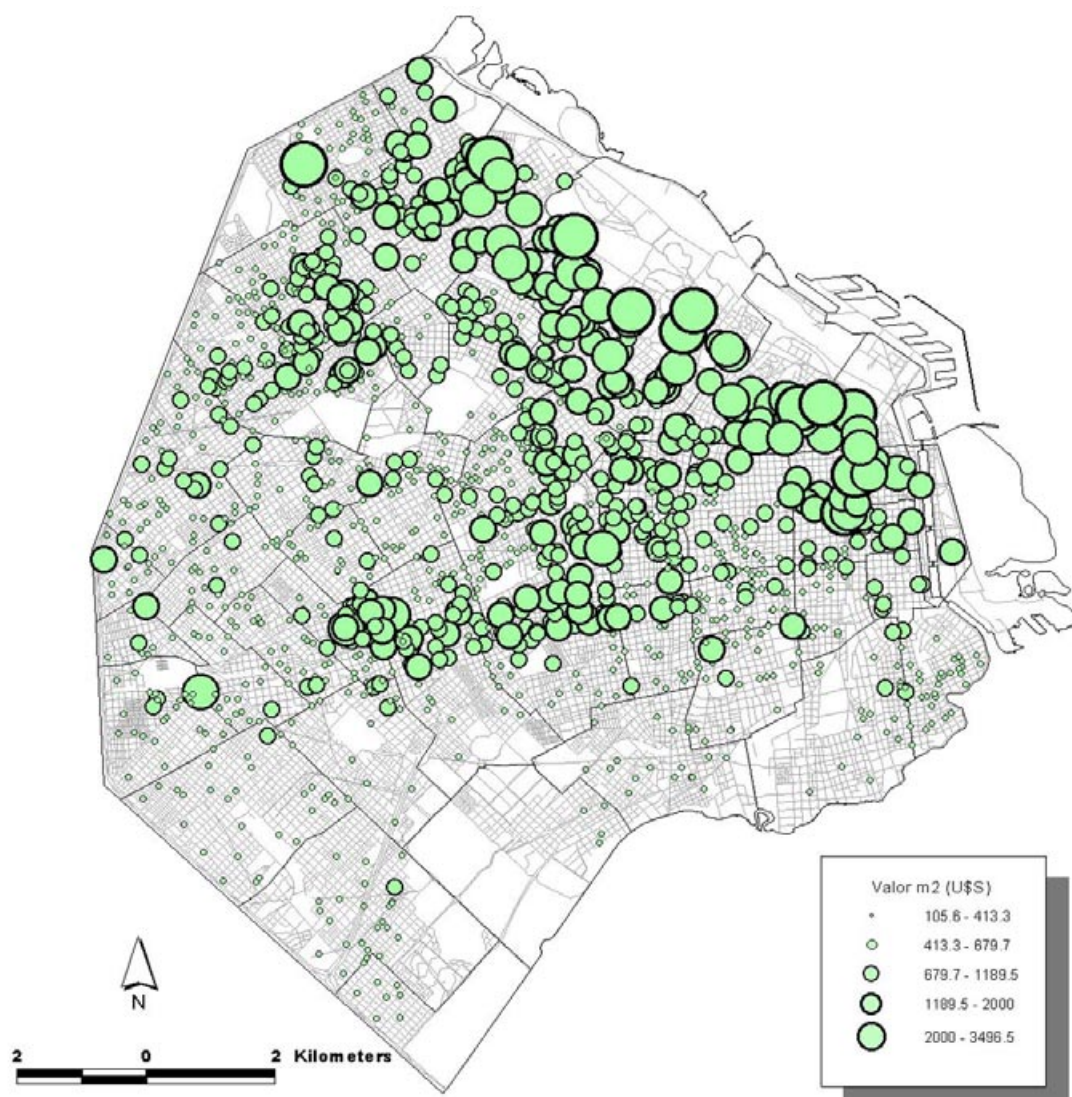 Valor m2 (U$S)
105.6 - 413.3
413.3 - 679.7
679.7 - 1189.5
1189.5 - 2000
2000 - 3496.5
N
2 0 2 Kilometers